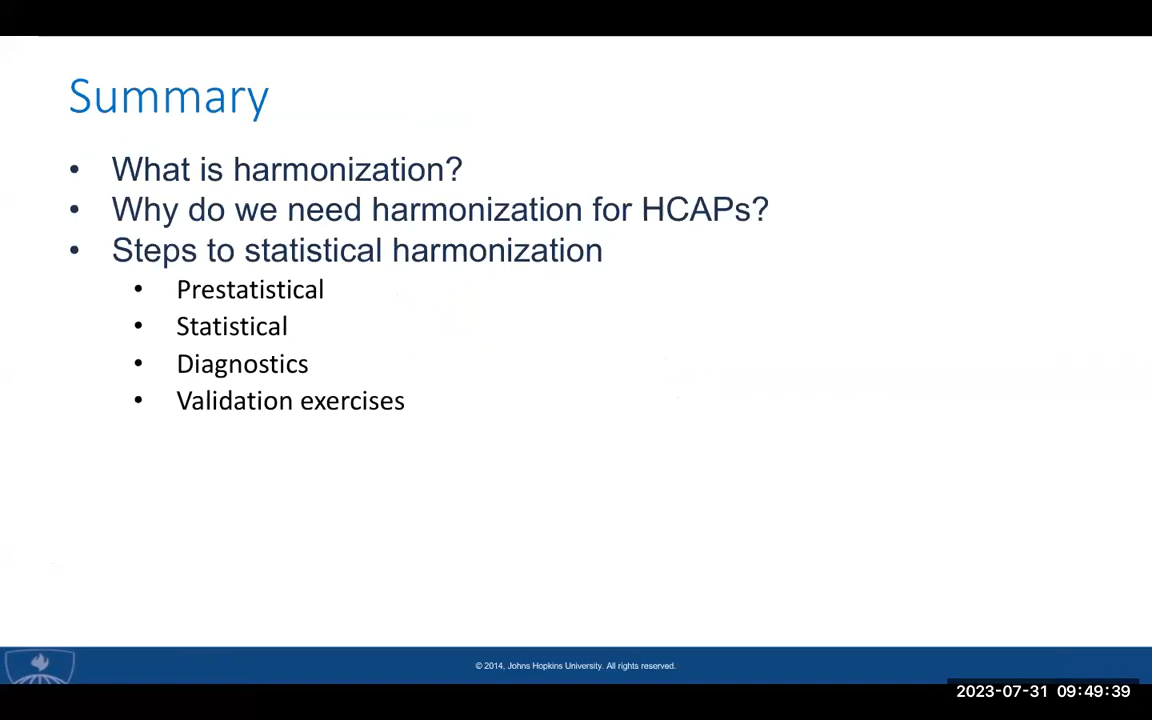 Summary
• What is harmonization?
• Why do we need harmonization for HCAPs?
• Steps to statistical harmonization
• Prestatistical
• Statistical
• Diagnostics
• Validation exercises
© 2014, Johns Hopkins University. All rights reserved.
2023-07-31 09:49:39